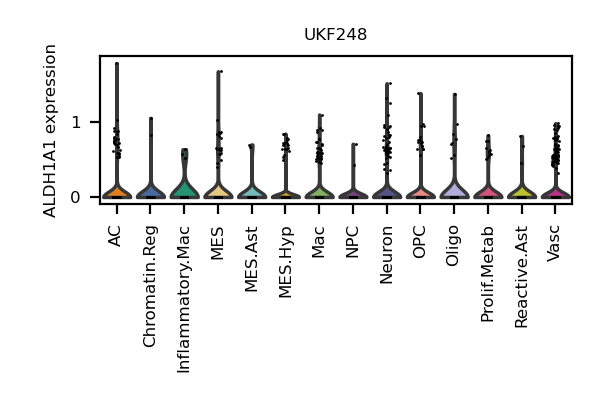 UKF248
ALDH1A1 expression
1
0
AC
Chromatin.Reg
Inflammatory.Mac
MES
MES.Ast
MES.Hyp
Mac
NPC
Neuron
OPC
Oligo
Prolif.Metab
Reactive.Ast
Vasc